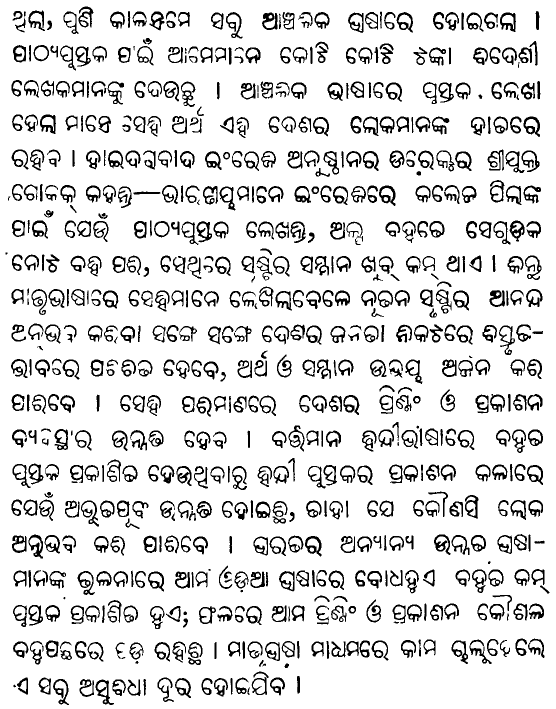 ଥିଲା, ପୁଣି କାଳକ୍ରମେ ସବୁ ଆଞ୍ଚଳିକ ଭାଷାରେ ହୋଇଗଲା ।
ପାଠ୍ୟପୁସ୍ତକ ପାଇଁ ଆମେମାନେ କୋଟି କୋଟି ଟଙ୍କା ବିଦେଶୀ
ଲେଖକମାନଙ୍କୁ ଦେଉଛୁ । ଆଞ୍ଚଳିକ ଭାଷାରେ ପୁସ୍ତକ . ଲେଖା
ହେଲା ମାତ୍ରେ ସେହି ଅର୍ଥ ଏହି ଦେଶର ଲୋକମାନଙ୍କ ହାତରେ
ରହିବ । ହାଇଦରାବାଦ ଇଂରେଜୀ ଅନୁଷ୍ଠାନର ଡିରେକ୍ଟର ଶ୍ରୀଯୁକ୍ତ
ଗୋକକ୍ କହନ୍ତି—ଭାରତୀୟମାନେ ଇଂରେଜିରେ କଲେଜ ପିଲାଙ୍କ
ପାଇଁ ଯେଉଁ ପାଠ୍ୟପୁସ୍ତକ ଲେଖନ୍ତି, ଅଳ୍ପ ବହୁତେ ସେଗୁଡ଼ିକ
ନୋଟ ବହି ପରି, ସେଥିରେ ସୃଷ୍ଟିର ସମ୍ମାନ ଖୁବ୍ କମ୍ ଥାଏ । କିନ୍ତୁ
ମାତୃଭାଷାରେ ସେହିମାନେ ଲେଖିଲାବେଳେ ନୂତନ ସୃଷ୍ଟିର ଆନନ୍ଦ
ଅନୁଭବ କରିବା ସଙ୍ଗେ ସଙ୍ଗେ ଦେଶର ଜନତା ନିକଟରେ ବିସ୍ତୃତ-
ଭାବରେ ପରିଚିତ ହେବେ, ଅର୍ଥ ଓ ସମ୍ମାନ ଉଭୟ ଅର୍ଜନ କରି
ପାରିବେ । ସେହି ପରିମାଣରେ ଦେଶର ପ୍ରିଣ୍ଟିଂ ଓ ପ୍ରକାଶନ
ବ୍ୟବସ୍ଥାର ଉନ୍ନତି ହେବ । ବର୍ତ୍ତମାନ ହିନ୍ଦୀଭାଷାରେ ବହୁତ
ପୁସ୍ତକ ପ୍ରକାଶିତ ହେଉଥିବାରୁ ହିନ୍ଦୀ ପୁସ୍ତକର ପ୍ରକାଶନ କଳାରେ
ଯେଉଁ ଅଭୂତପୂର୍ବ ଉନ୍ନତି ହୋଇଛି, ତାହା ଯେ କୌଣସି ଲୋକ
ଅନୁଭବ କରି ପାରିବେ । ଭାରତର ଅନ୍ୟାନ୍ୟ ଉନ୍ନତ ଭାଷା-
ମାନଙ୍କ ତୁଳନାରେ ଆମ ଓଡ଼ିଆ ଭାଷାରେ ବୋଧହୁଏ ବହୁତ କମ୍
ପୁସ୍ତକ ପ୍ରକାଶିତ ହୁଏ; ଫଳରେ ଆମ ପ୍ରିଣ୍ଟିଂ ଓ ପ୍ରକାଶନ କୌଶଳ
ବହୁପଛରେ ପଡ଼ି ରହିଛି । ମାତୃଭାଷା ମାଧ୍ୟମରେ କାମ ଚାଲୁହେଲେ
ଏ ସବୁ ଅସୁବିଧା ଦୂର ହୋଇଯିବ ।